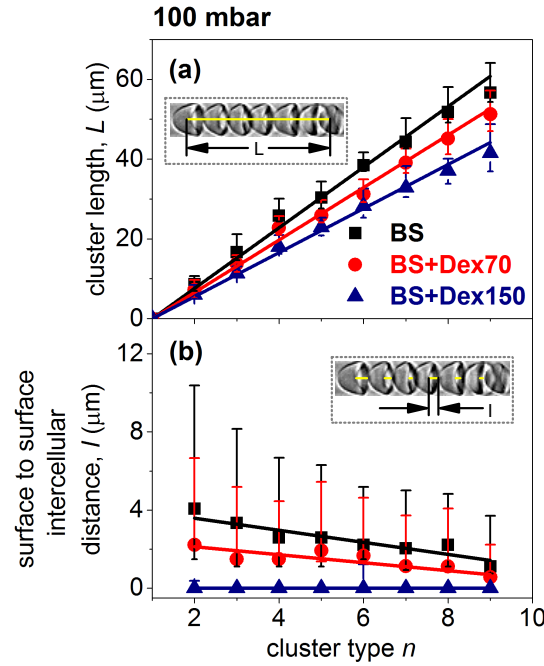 100 mbar
(a)
cluster length, L (μm)
60
40
20
0
L
BS
BS+Dex70
BS+Dex150
(b)
surface to surface
intercellular
distance, l (μm)
12
8
4
0
l
0
2
4
6
8
10
cluster type n